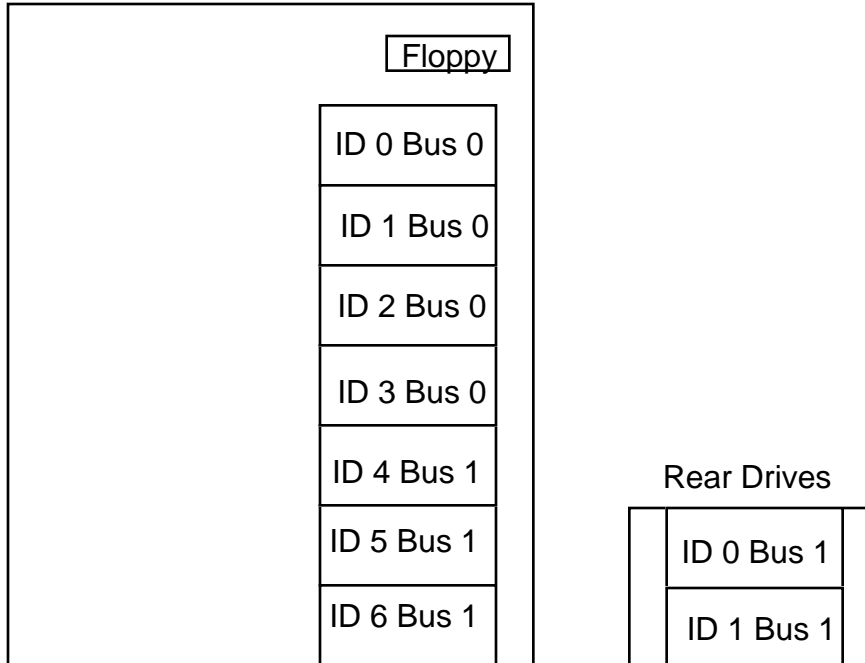 Floppy
ID 0 Bus 0
ID 1 Bus 0
ID 2 Bus 0
ID 3 Bus 0
ID 4 Bus 1
ID 5 Bus 1
ID 6 Bus 1
Rear Drives
ID 0 Bus 1
ID 1 Bus 1